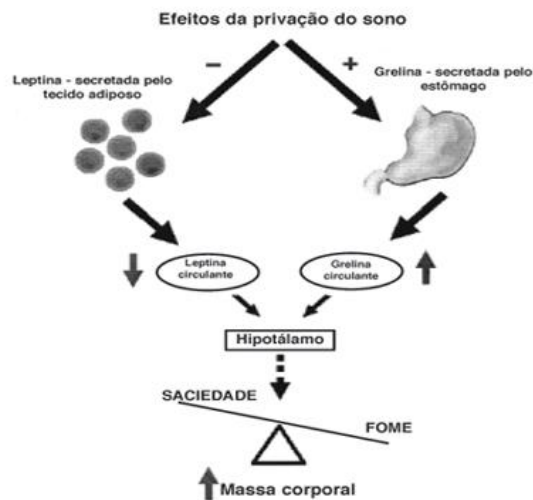 Efeitos da privação do sono
Leptina - secretada pelo
tecido adiposo
−
+
Grelina - secretada pelo
estômago
Leptina
circulante
Grelina
circulante
Hipotálamo
SACIEDADE
FOME
Massa corporal